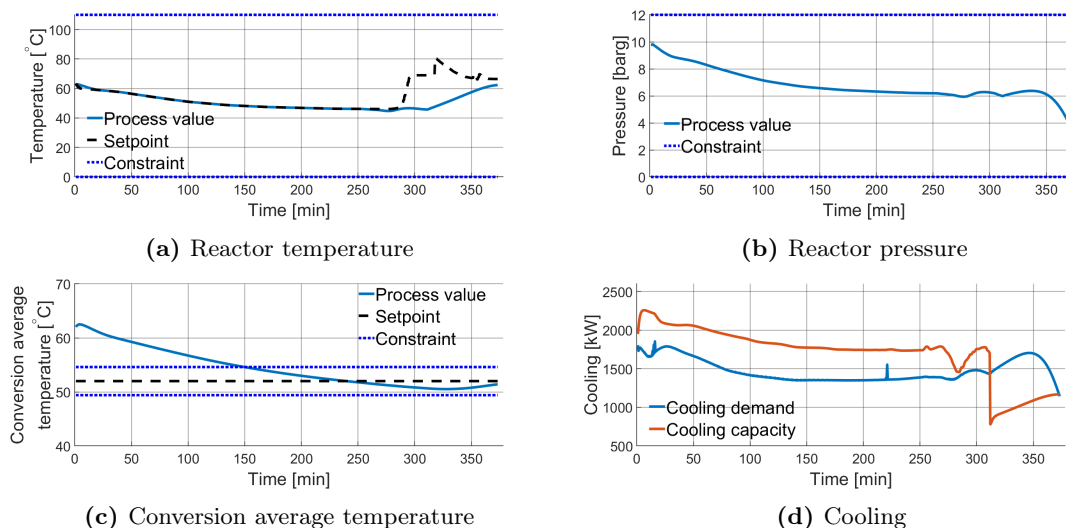 100
80
60
40
20
0
Temperature [°C]
Process value
Setpoint
Constraint
0 50 100 150 200 250 300 350
Time [min]
(a) Reactor temperature
12
10
8
6
4
2
0
Pressure [barg]
Process value
Constraint
0 50 100 150 200 250 300 350
Time [min]
(b) Reactor pressure
70
60
50
40
Conversion average
temperature [°C]
Process value
Setpoint
Constraint
0 50 100 150 200 250 300 350
Time [min]
(c) Conversion average temperature
2500
2000
1500
1000
500
Cooling [kW]
Cooling demand
Cooling capacity
0 50 100 150 200 250 300 350
Time [min]
(d) Cooling